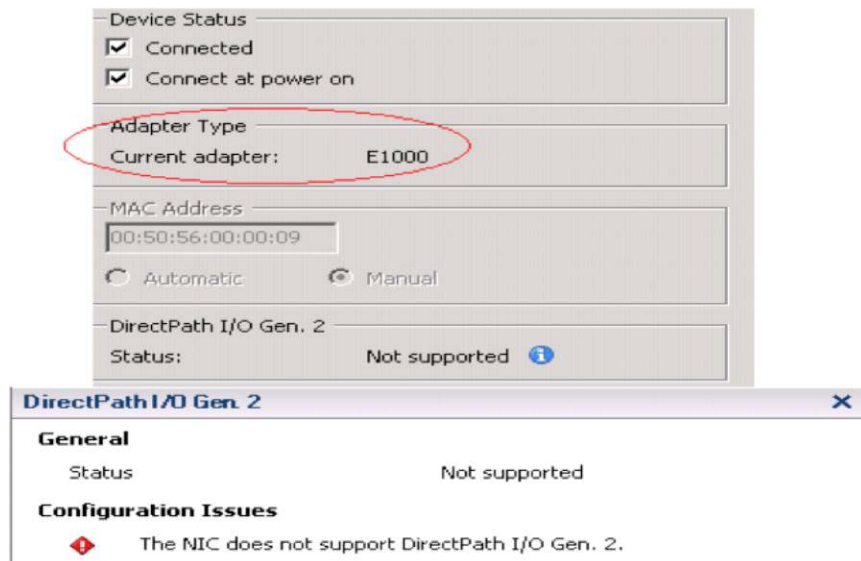 Device Status
Connected
Connect at power on
Adapter Type
Current adapter: E1000
MAC Address
00:50:56:00:00:09
Automatic Manual
DirectPath I/O Gen. 2
Status: Not supported
DirectPath I/O Gen. 2
General
Status Not supported
Configuration Issues
The NIC does not support DirectPath I/O Gen. 2.